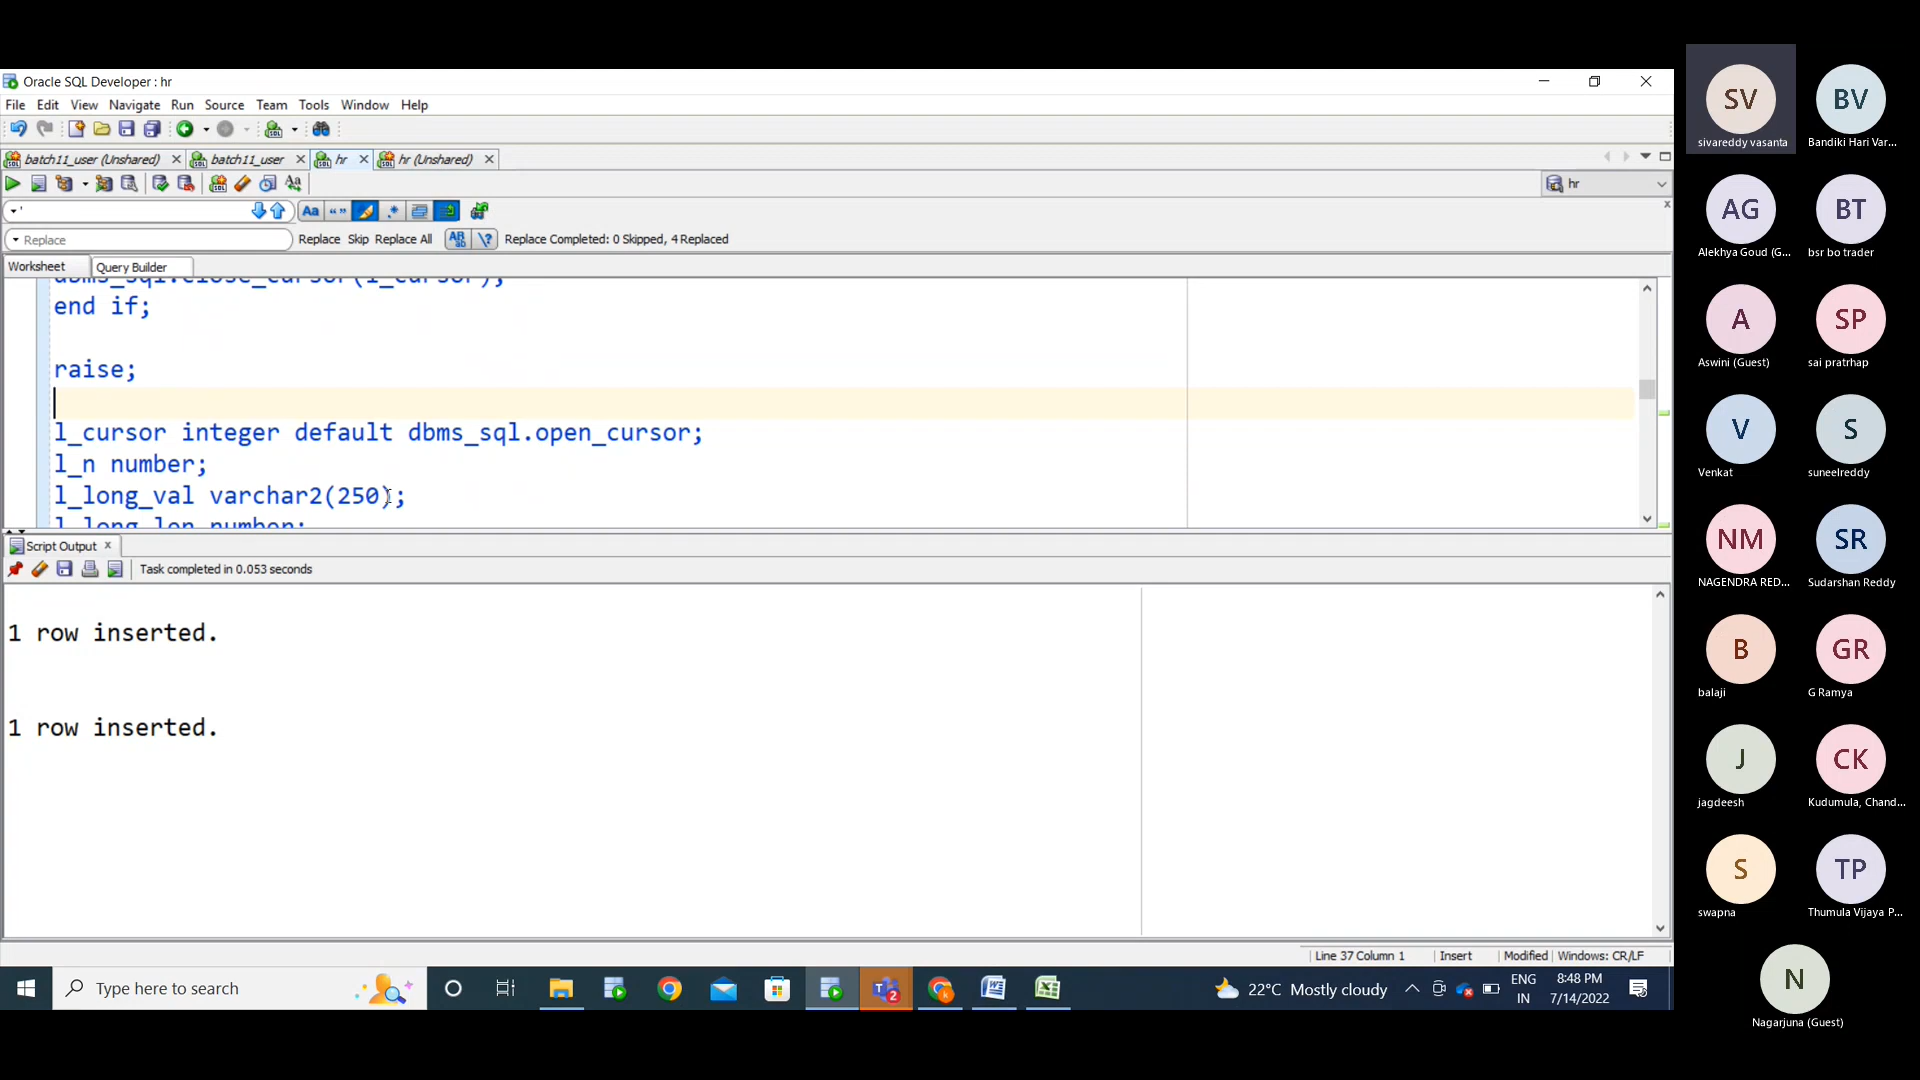 Oracle SQL Developer : hr
File Edit View Navigate Run Source Team Tools Window Help
batch11_user (Unshared) batch11_user hr hr (Unshared)
hr
'
Aa
Replace Replace Skip Replace All Replace Completed: 0 Skipped, 4 Replaced
Worksheet Query Builder
dbms_sql.close_cursor(l_cursor);
end if;
raise;
l_cursor integer default dbms_sql.open_cursor;
l_n number;
l_long_val varchar2(250);
l_long_len number;
Script Output
Task completed in 0.053 seconds
1 row inserted.
1 row inserted.
Line 37 Column 1 Insert Modified Windows: CR/LF
Type here to search
22°C Mostly cloudy
ENG
IN
8:48 PM
7/14/2022
SV
sivareddy vasanta
BV
Bandiki Hari Var...
AG
Alekhya Goud (G...
BT
bsr bo trader
A
Aswini (Guest)
SP
sai pratrhap
V
Venkat
S
suneelreddy
NM
NAGENDRA RED...
SR
Sudarshan Reddy
B
balaji
GR
G Ramya
J
jagdeesh
CK
Kudumula, Chand...
S
swapna
TP
Thumula Vijaya P...
N
Nagarjuna (Guest)